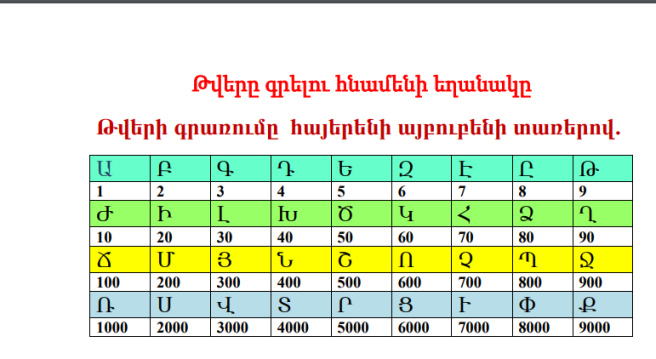 Թվերը գրելու հնամենի եղանակը
Թվերի գրառումը հայերենի այբուբենի տառերով.
Ա Բ Գ Դ Ե Զ Է Ը Թ
1 2 3 4 5 6 7 8 9
Ժ Ի Լ Խ Ծ Կ Հ Ձ Ղ
10 20 30 40 50 60 70 80 90
Ճ Մ Յ Ն Շ Ո Չ Պ Ջ
100 200 300 400 500 600 700 800 900
Ռ Ս Վ Տ Ր Ց Ւ Փ Ք
1000 2000 3000 4000 5000 6000 7000 8000 9000